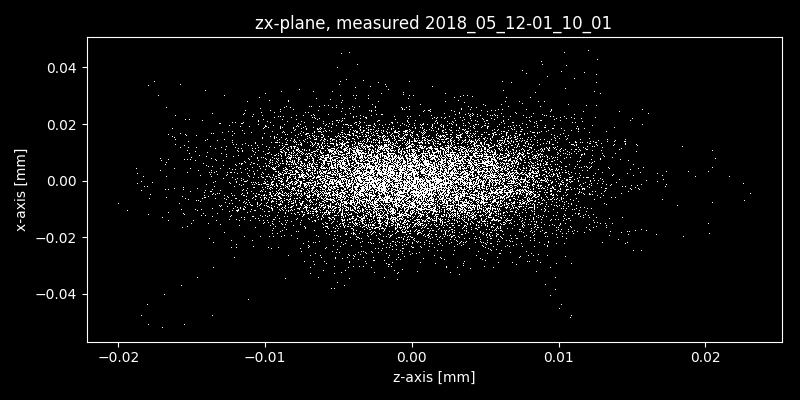 zx-plane, measured 2018_05_12-01_10_01
0.04
0.02
0.00
−0.02
−0.04
x-axis [mm]
−0.02 −0.01 0.00 0.01 0.02
z-axis [mm]